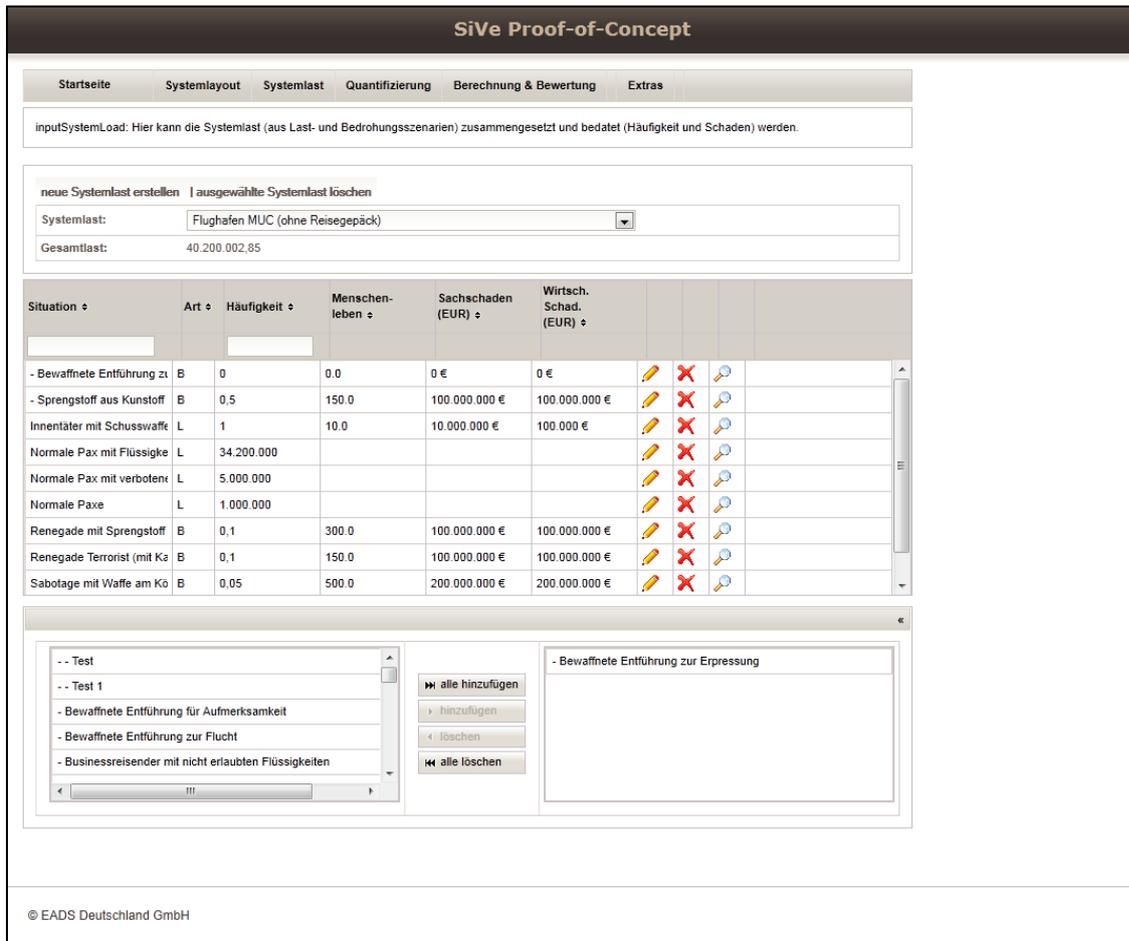 SiVe Proof-of-Concept
Startseite Systemlayout Systemlast Quantifizierung Berechnung & Bewertung Extras
inputSystemLoad: Hier kann die Systemlast (aus Last- und Bedrohungsszenarien) zusammengesetzt und bedatet (Häufigkeit und Schaden) werden.
neue Systemlast erstellen | ausgewählte Systemlast löschen
Systemlast: Flughafen MUC (ohne Reisegepäck)
Gesamtlast: 40.200.002,85
Situation Art Häufigkeit Menschen-
leben Sachschaden
(EUR) Wirtsch.
Schad.
(EUR)
- Bewaffnete Entführung zu B 0 0.0 0 € 0 €
- Sprengstoff aus Kunstoff B 0,5 150.0 100.000.000 € 100.000.000 €
Innentäter mit Schusswaffe L 1 10.0 10.000.000 € 100.000 €
Normale Pax mit Flüssigke L 34.200.000
Normale Pax mit verbotene L 5.000.000
Normale Paxe L 1.000.000
Renegade mit Sprengstoff B 0,1 300.0 100.000.000 € 100.000.000 €
Renegade Terrorist (mit Ka B 0,1 150.0 100.000.000 € 100.000.000 €
Sabotage mit Waffe am Kö B 0,05 500.0 200.000.000 € 200.000.000 €
«
- - Test
- - Test 1
- Bewaffnete Entführung für Aufmerksamkeit
- Bewaffnete Entführung zur Flucht
- Businessreisender mit nicht erlaubten Flüssigkeiten
alle hinzufügen
hinzufügen
löschen
alle löschen
- Bewaffnete Entführung zur Erpressung
© EADS Deutschland GmbH